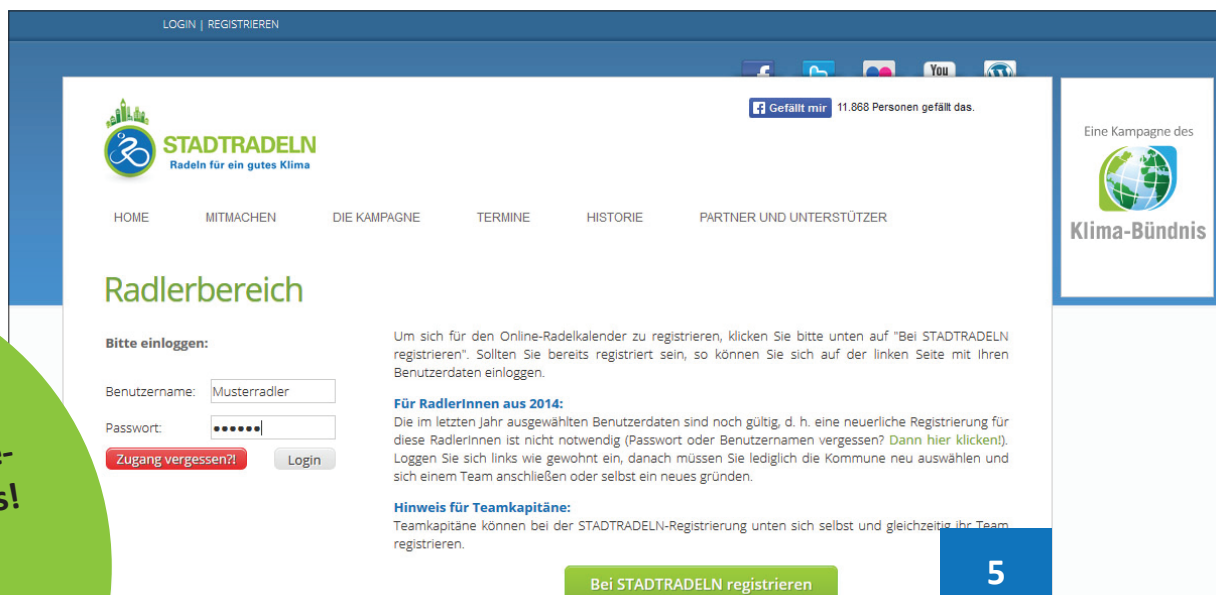 LOGIN | REGISTRIEREN
You
Gefällt mir 11.868 Personen gefällt das.
Eine Kampagne des
Klima-Bündnis
STADTRADELN
Radeln für ein gutes Klima
HOME MITMACHEN DIE KAMPAGNE TERMINE HISTORIE PARTNER UND UNTERSTÜTZER
Radlerbereich
Bitte einloggen:
Benutzername: Musterradler
Passwort: ••••••
Zugang vergessen?! Login
Um sich für den Online-Radelkalender zu registrieren, klicken Sie bitte unten auf "Bei STADTRADELN
registrieren". Sollten Sie bereits registriert sein, so können Sie sich auf der linken Seite mit Ihren
Benutzerdaten einloggen.
Für RadlerInnen aus 2014:
Die im letzten Jahr ausgewählten Benutzerdaten sind noch gültig, d. h. eine neuerliche Registrierung für
diese RadlerInnen ist nicht notwendig (Passwort oder Benutzernamen vergessen? Dann hier klicken!).
Loggen Sie sich links wie gewohnt ein, danach müssen Sie lediglich die Kommune neu auswählen und
sich einem Team anschließen oder selbst ein neues gründen.
Hinweis für Teamkapitäne:
Teamkapitäne können bei der STADTRADELN-Registrierung unten sich selbst und gleichzeitig ihr Team
registrieren.
Bei STADTRADELN registrieren
s!
5